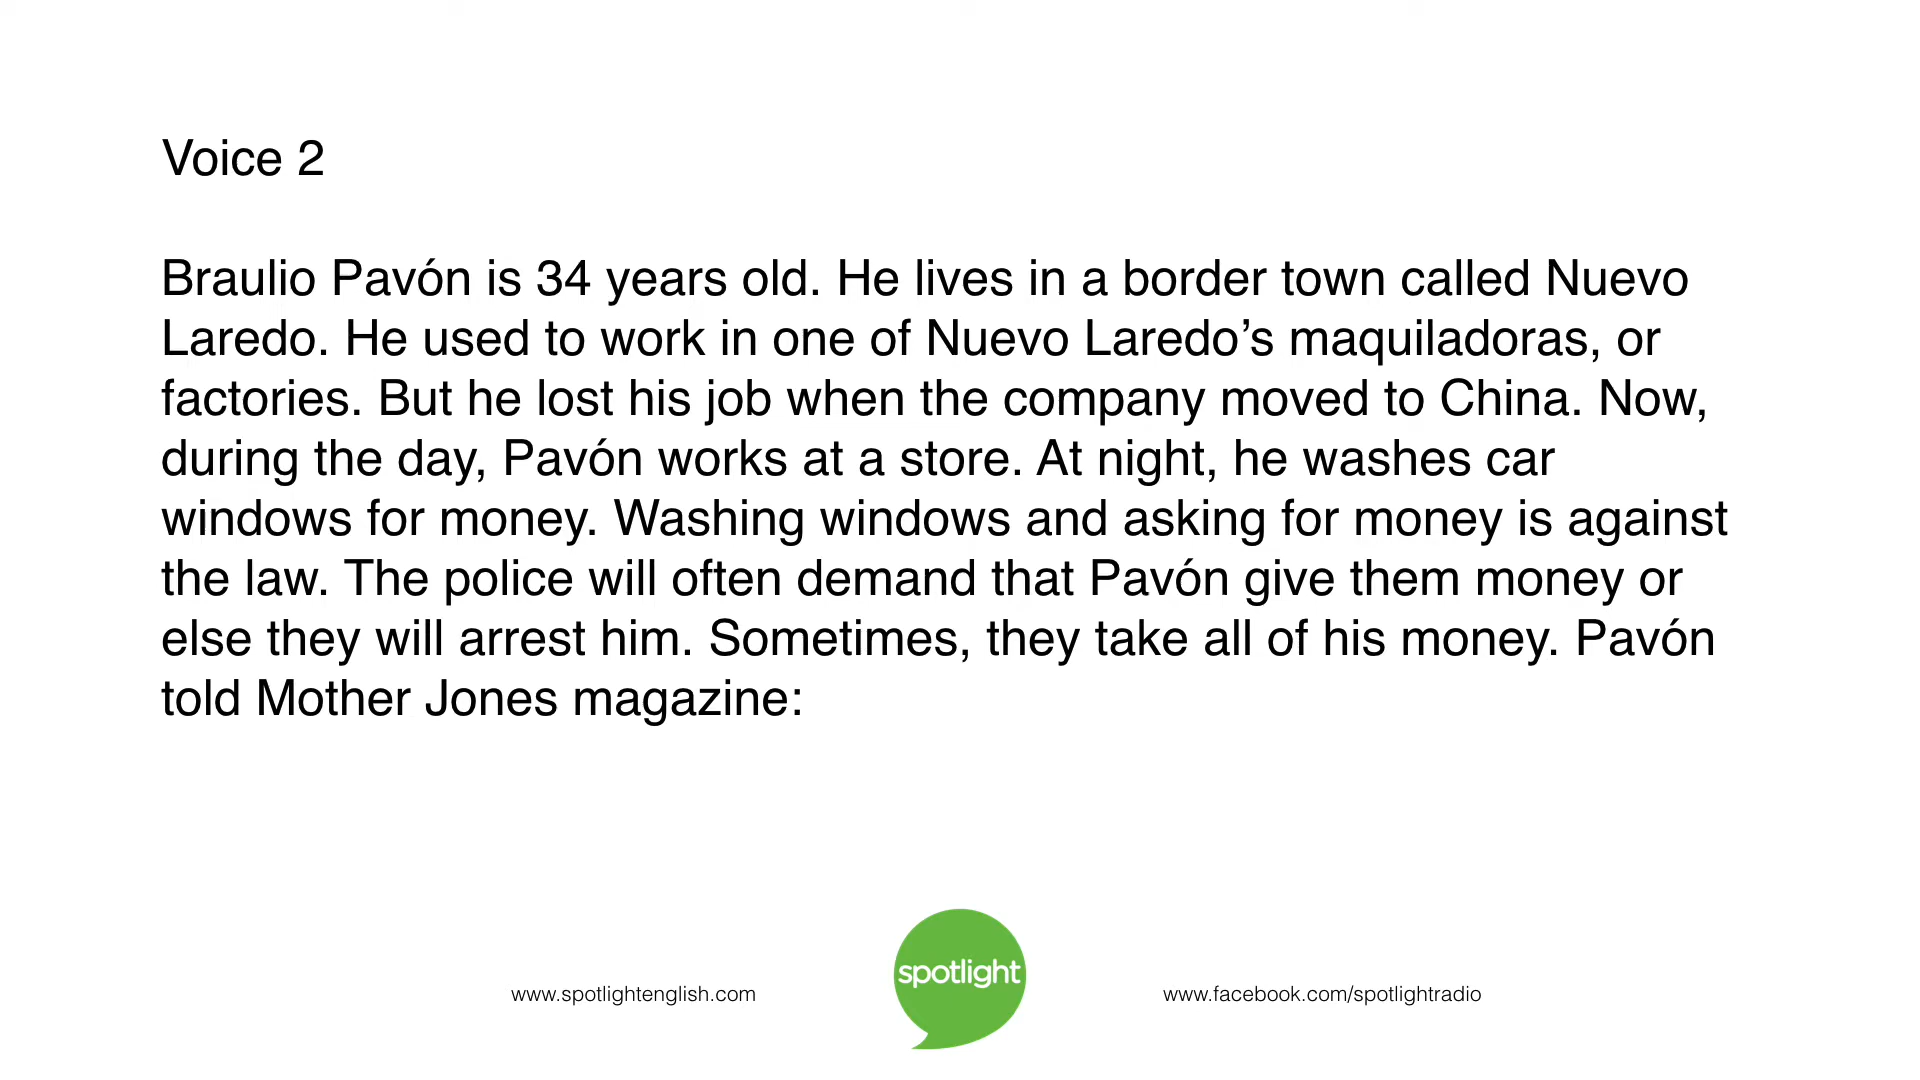 Voice 2
Braulio Pavón is 34 years old. He lives in a border town called Nuevo
Laredo. He used to work in one of Nuevo Laredo’s maquiladoras, or
factories. But he lost his job when the company moved to China. Now,
during the day, Pavón works at a store. At night, he washes car
windows for money. Washing windows and asking for money is against
the law. The police will often demand that Pavón give them money or
else they will arrest him. Sometimes, they take all of his money. Pavón
told Mother Jones magazine:
www.spotlightenglish.com
spotlight
www.facebook.com/spotlightradio